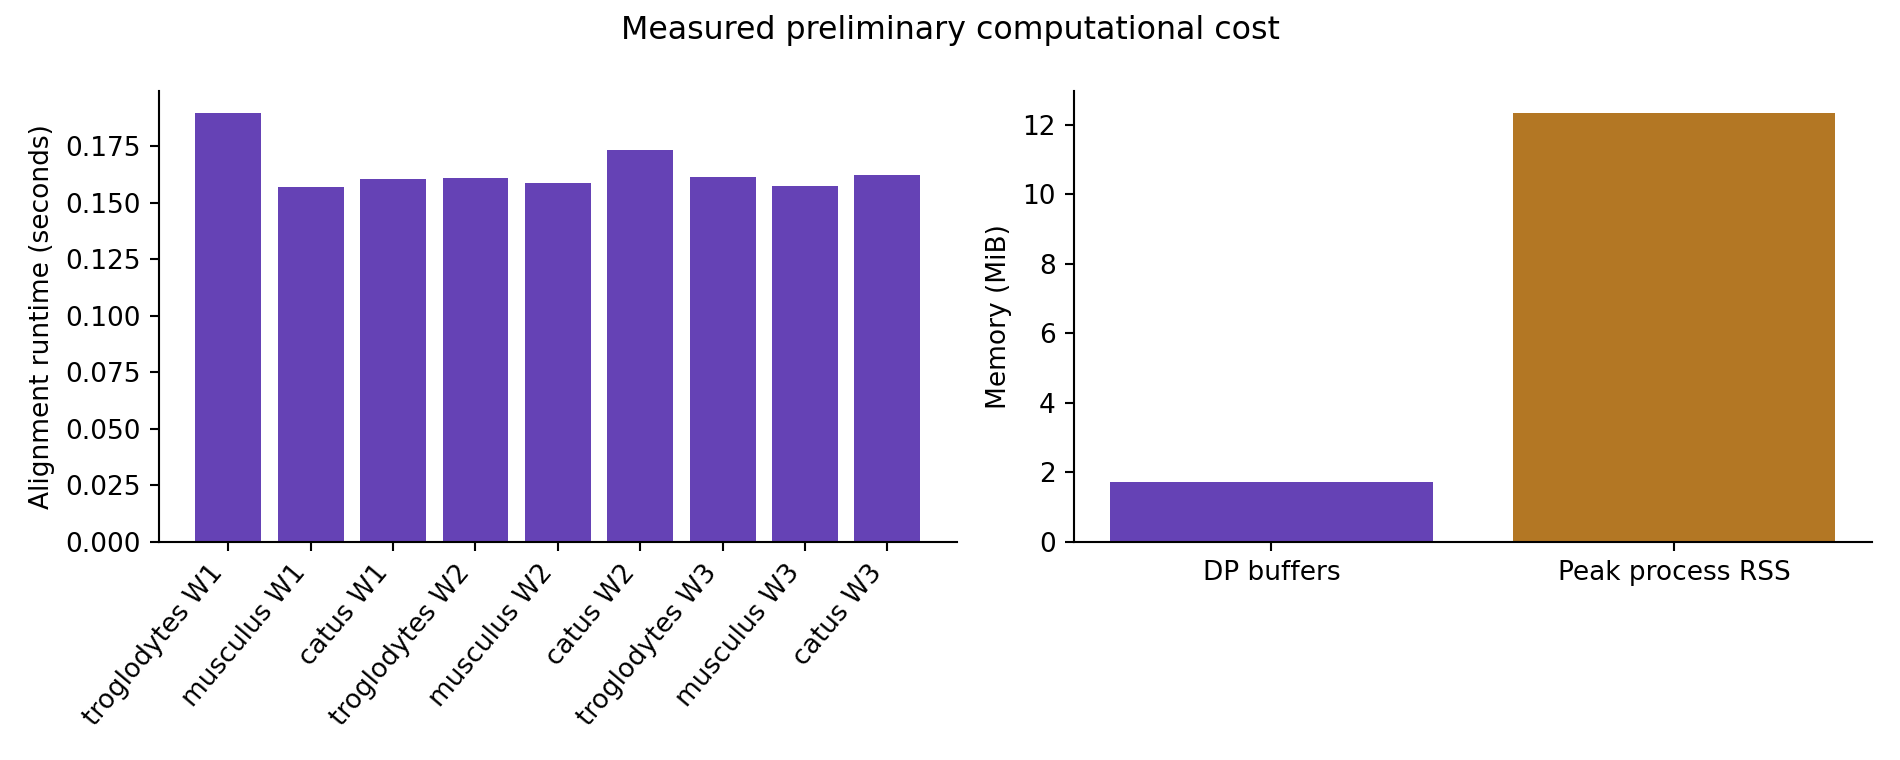 Measured preliminary computational cost
Alignment runtime (seconds)
0.175
0.150
0.125
0.100
0.075
0.050
0.025
0.000
troglodytes W1
musculus W1
catus W1
troglodytes W2
musculus W2
catus W2
troglodytes W3
musculus W3
catus W3
Memory (MiB)
12
10
8
6
4
2
0
DP buffers
Peak process RSS